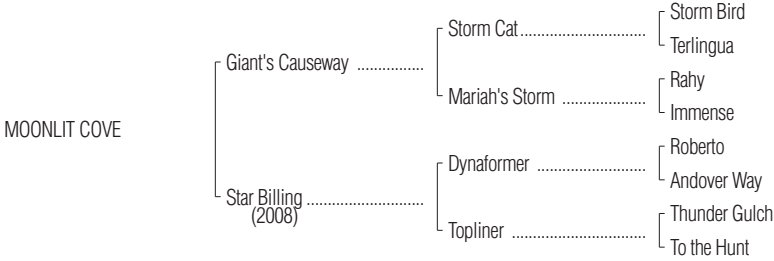 Storm Bird
Storm Cat..............................
Terlingua
Giant's Causeway ................
Rahy
Mariah's Storm ....................
Immense
MOONLIT COVE
Roberto
Dynaformer ..........................
Andover Way
Star Billing ............................
(2008)
Thunder Gulch
Topliner ................................
To the Hunt